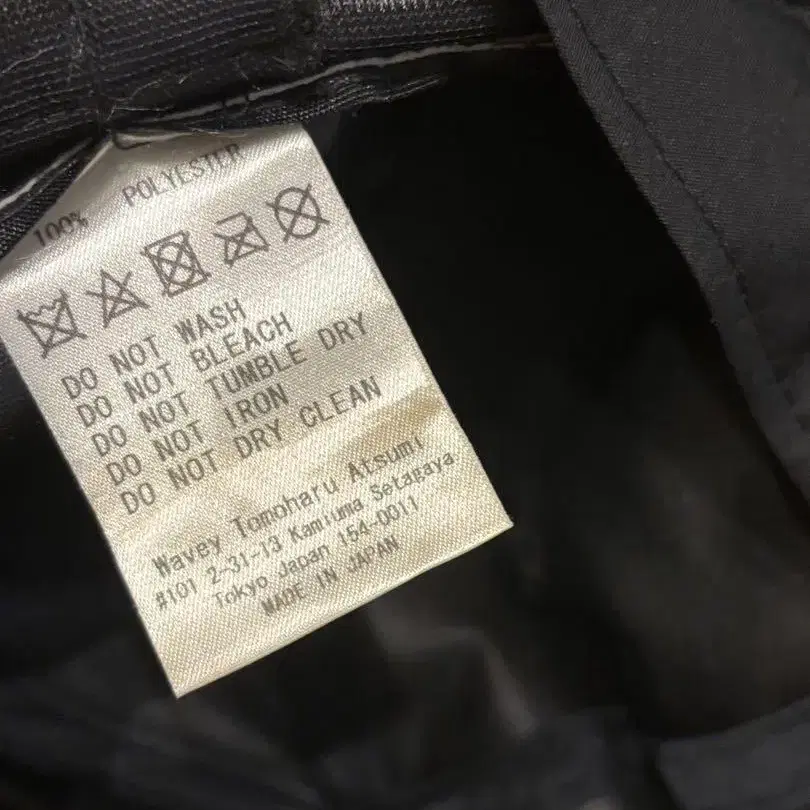 100% POLYESTER
DO NOT WASH
DO NOT BLEACH
DO NOT TUMBLE DRY
DO NOT IRON
DO NOT DRY CLEAN
Wavey Tomoharu Atsumi
#101 2-31-13 Kamiuma Setagaya
Tokyo Japan 154-0011
MADE IN JAPAN